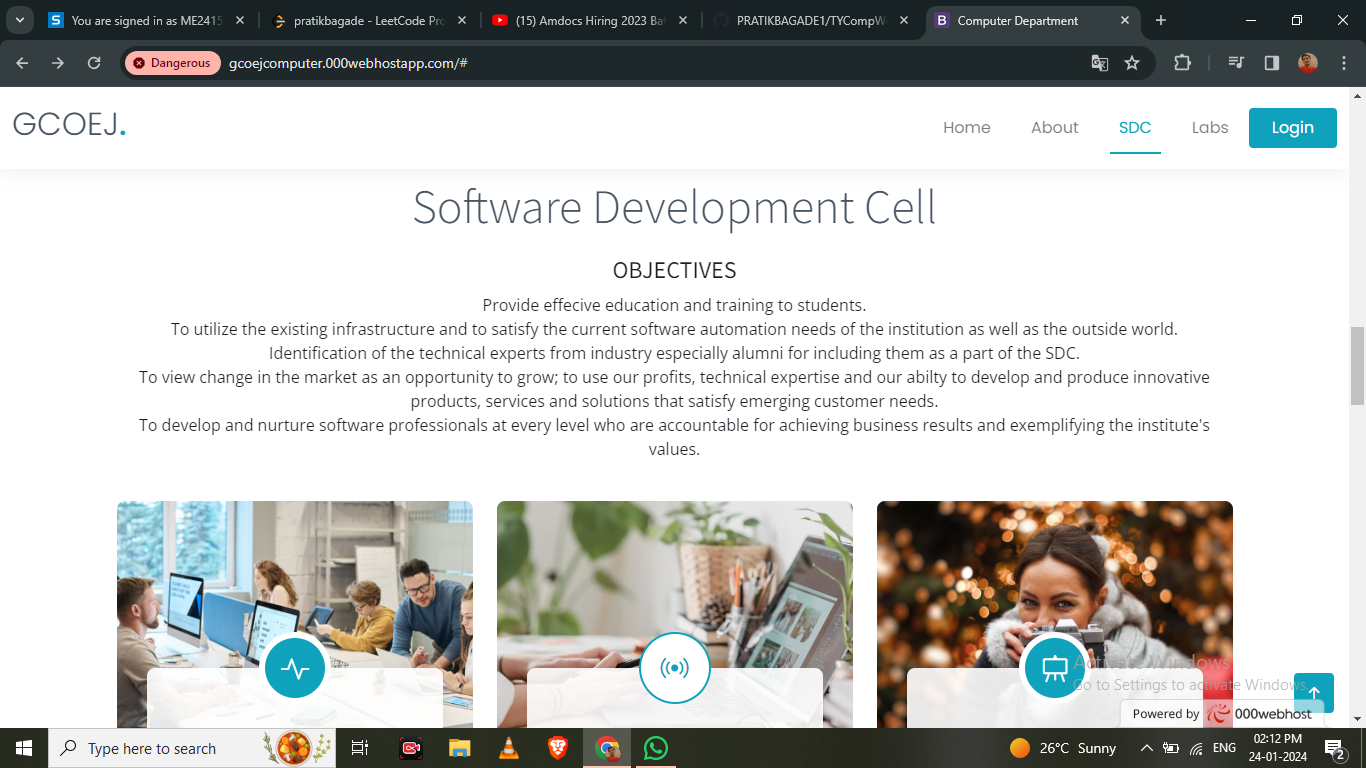 You are signed in as ME2415
pratikbagade - LeetCode Pro
(15) Amdocs Hiring 2023 Bat
PRATIKBAGADE1/TYCompW
Computer Department
Dangerous
gcoejcomputer.000webhostapp.com/#
GCOEJ.
Home
About
SDC
Labs
Login
Software Development Cell
OBJECTIVES
Provide effecive education and training to students.
To utilize the existing infrastructure and to satisfy the current software automation needs of the institution as well as the outside world.
Identification of the technical experts from industry especially alumni for including them as a part of the SDC.
To view change in the market as an opportunity to grow; to use our profits, technical expertise and our abilty to develop and produce innovative
products, services and solutions that satisfy emerging customer needs.
To develop and nurture software professionals at every level who are accountable for achieving business results and exemplifying the institute's
values.
Activate Windows
Go to Settings to activate Windows.
Powered by 000webhost
Type here to search
26°C Sunny
ENG
02:12 PM
24-01-2024
2